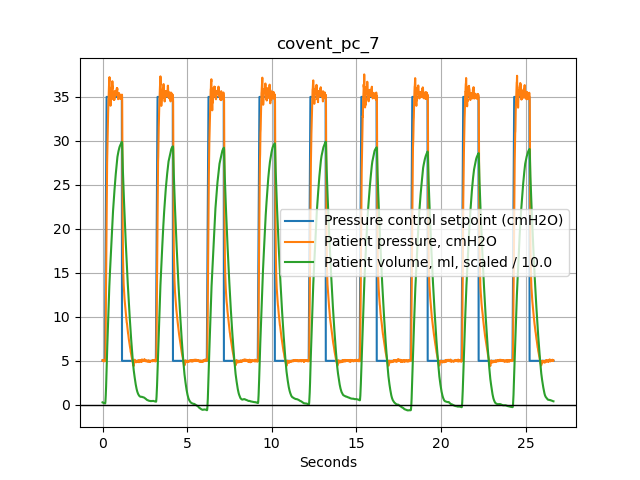 covent_pc_7
35
30
25
20
15
10
5
0
Pressure control setpoint (cmH2O)
Patient pressure, cmH2O
Patient volume, ml, scaled / 10.0
0 5 10 15 20 25
Seconds